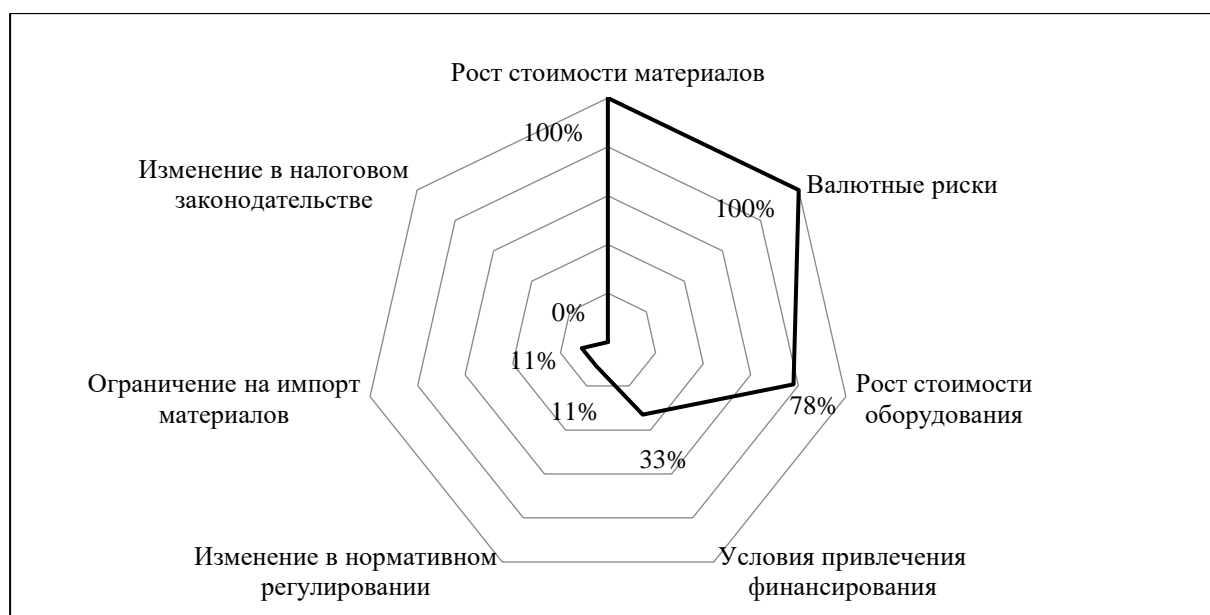 Рост стоимости материалов
100%
Изменение в налоговом
законодательстве
Валютные риски
100%
0%
11%
Ограничение на импорт
материалов
Рост стоимости
оборудования
78%
11%
33%
Изменение в нормативном
регулировании
Условия привлечения
финансирования